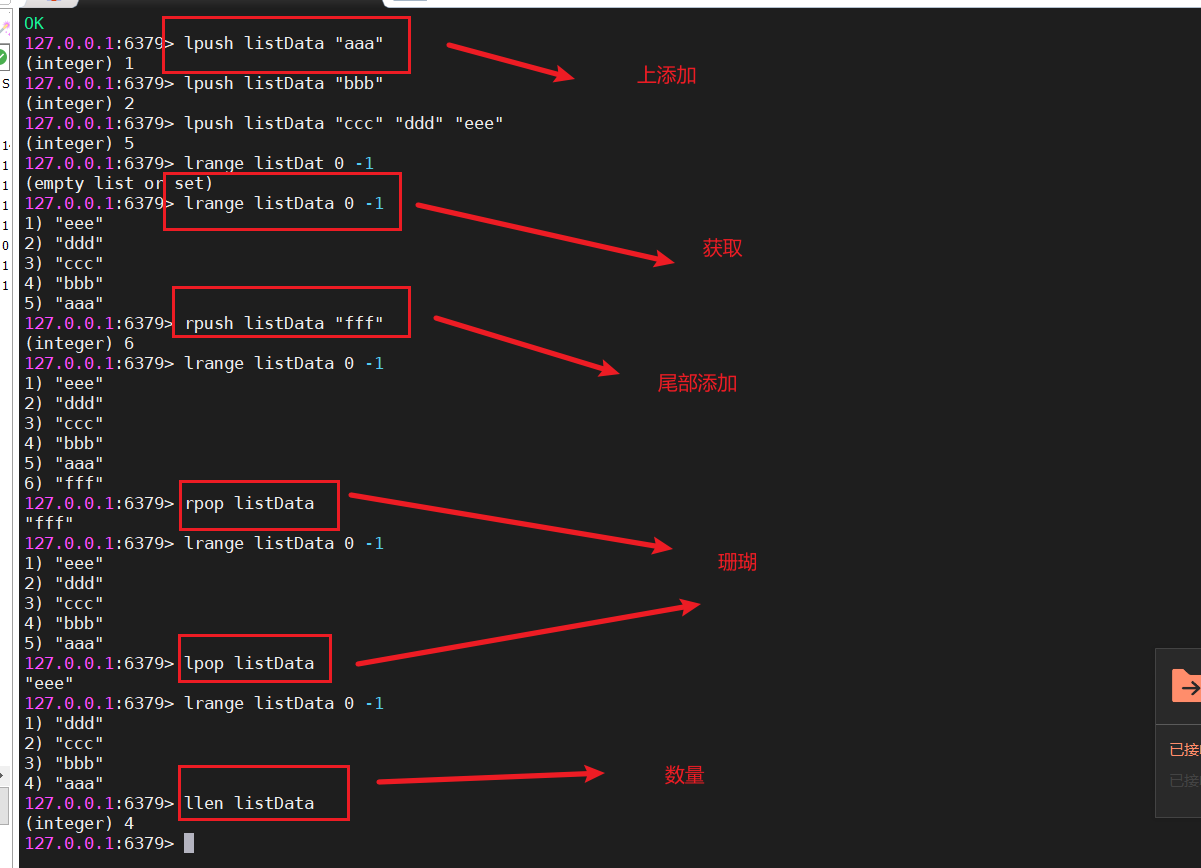 OK
127.0.0.1:6379> lpush listData "aaa"
(integer) 1
上添加
127.0.0.1:6379> lpush listData "bbb"
(integer) 2
127.0.0.1:6379> lpush listData "ccc" "ddd" "eee"
(integer) 5
127.0.0.1:6379> lrange listDat 0 -1
(empty list or set)
127.0.0.1:6379> lrange listData 0 -1
1) "eee"
2) "ddd"
获取
3) "ccc"
4) "bbb"
5) "aaa"
127.0.0.1:6379> rpush listData "fff"
(integer) 6
127.0.0.1:6379> lrange listData 0 -1
1) "eee"
尾部添加
2) "ddd"
3) "ccc"
4) "bbb"
5) "aaa"
6) "fff"
127.0.0.1:6379> rpop listData
"fff"
127.0.0.1:6379> lrange listData 0 -1
1) "eee"
珊瑚
2) "ddd"
3) "ccc"
4) "bbb"
5) "aaa"
127.0.0.1:6379> lpop listData
"eee"
127.0.0.1:6379> lrange listData 0 -1
1) "ddd"
2) "ccc"
3) "bbb"
数量
4) "aaa"
127.0.0.1:6379> llen listData
(integer) 4
127.0.0.1:6379>